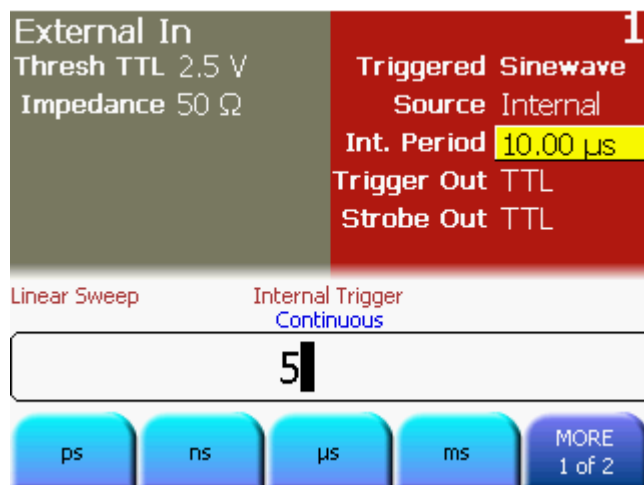 External In
Thresh TTL 2.5 V
Impedance 50 Ω
1
Triggered Sinewave
Source Internal
Int. Period 10.00 µs
Trigger Out TTL
Strobe Out TTL
Linear Sweep
Internal Trigger
Continuous
5
ps
ns
µs
ms
MORE
1 of 2